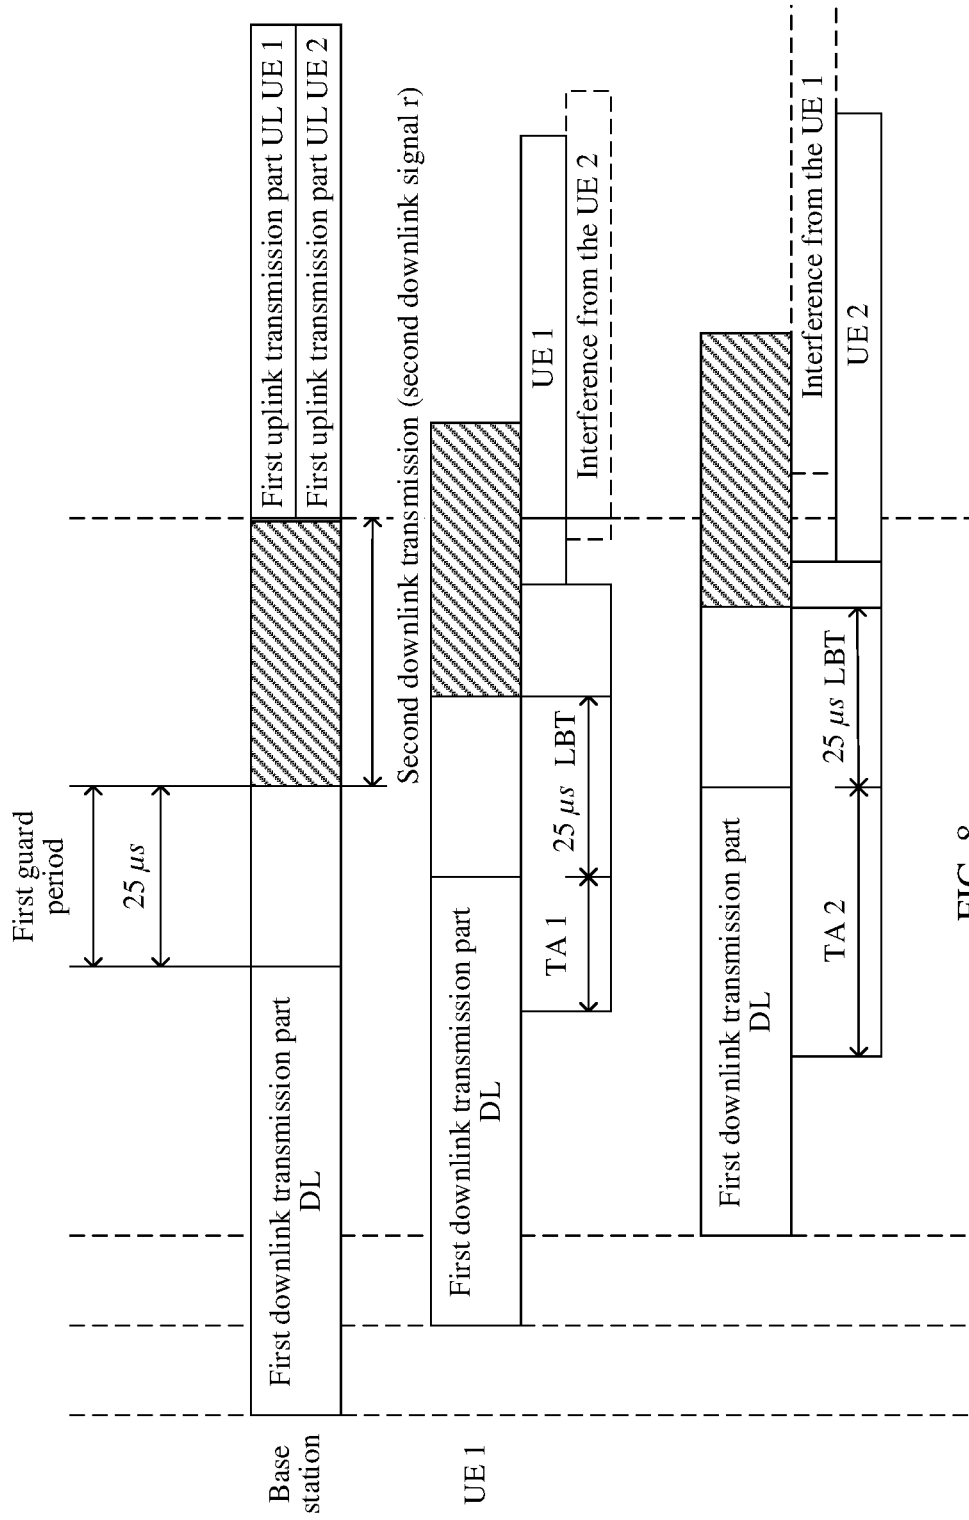 First guard
period
25 µs
Base
station
First downlink transmission part
DL
First uplink transmission part UL UE 1
First uplink transmission part UL UE 2
Second downlink transmission (second downlink signal r)
UE 1
First downlink transmission part
DL
TA 1
25 µs LBT
UE 1
Interference from the UE 2
First downlink transmission part
DL
TA 2
25 µs LBT
Interference from the UE 1
UE 2